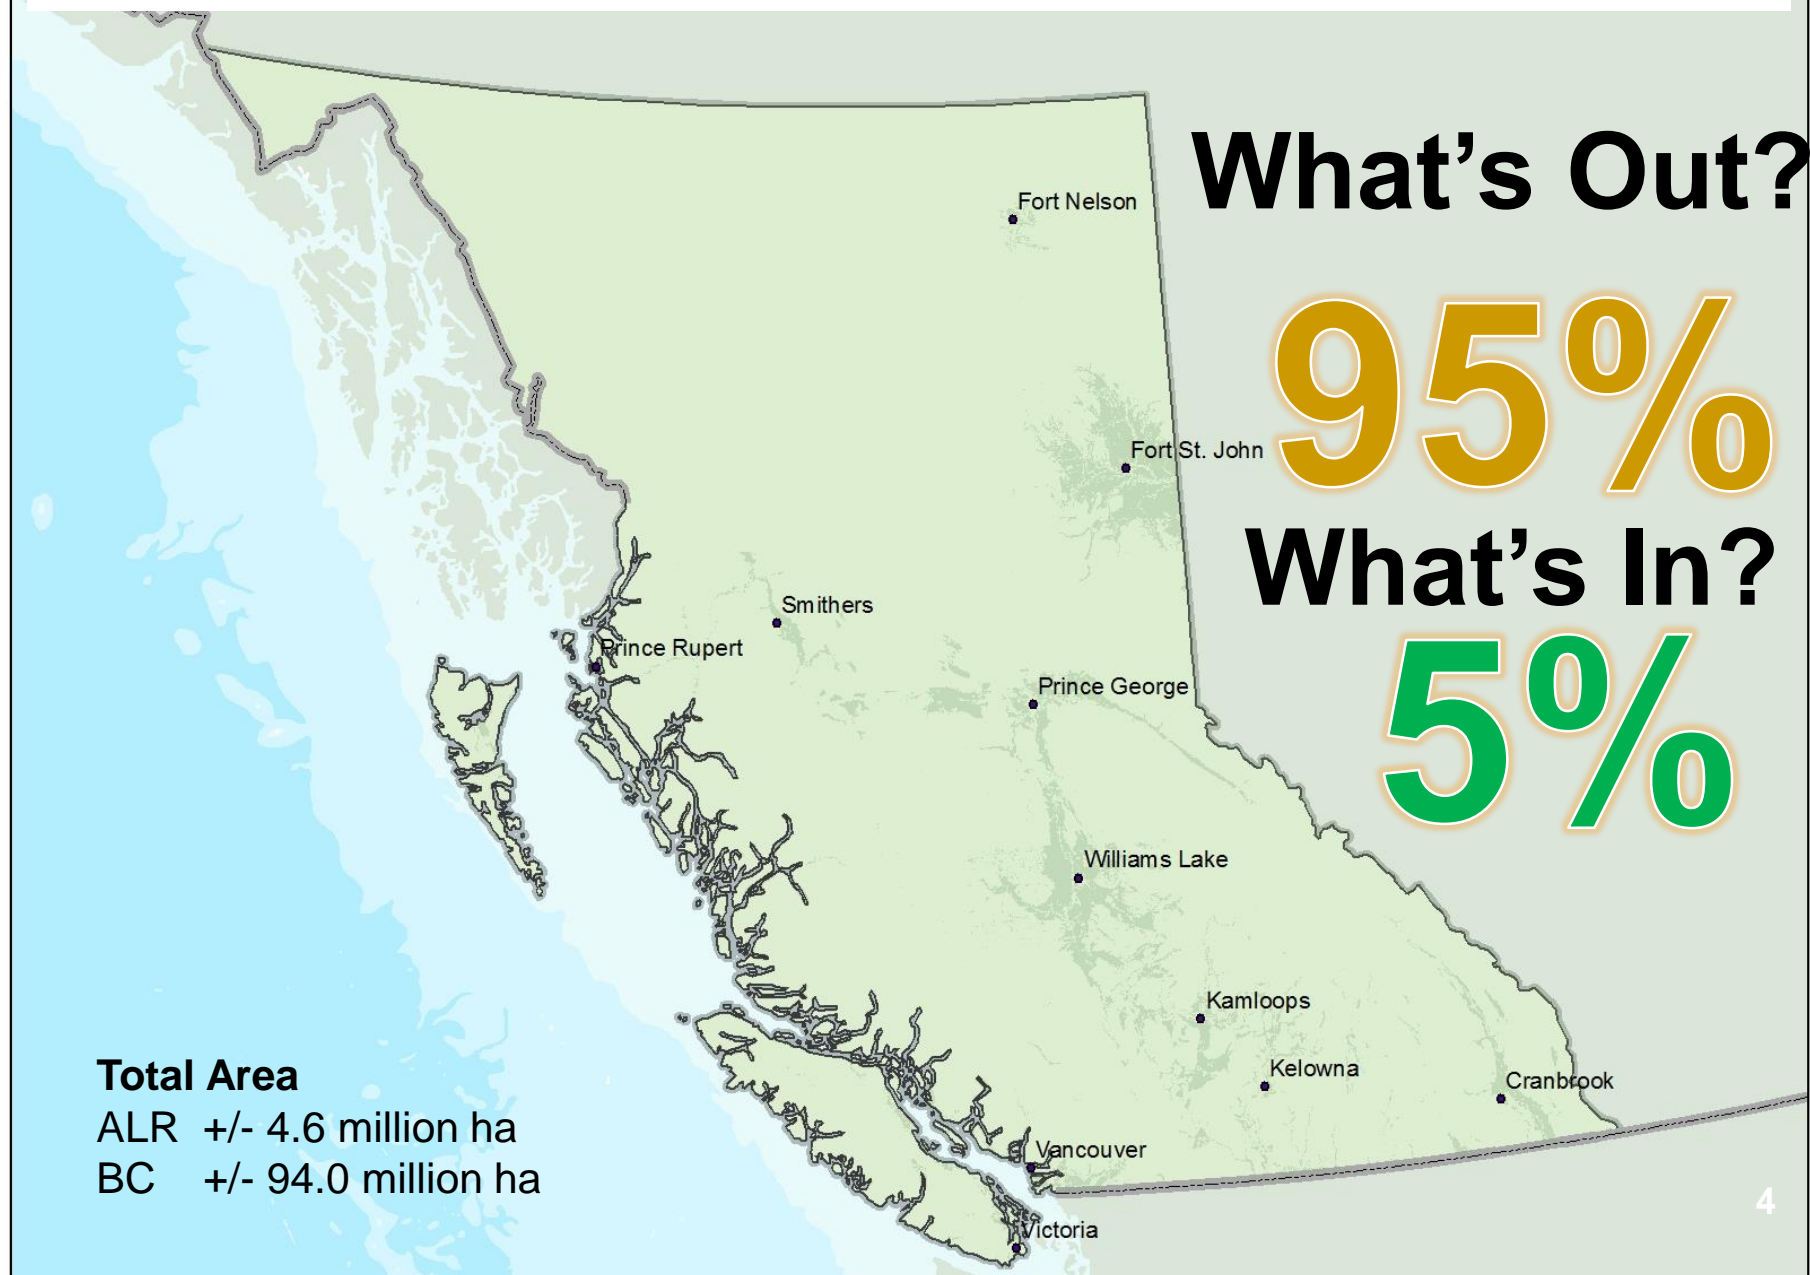 What's Out?
95%
What's In?
5%
Fort Nelson
Fort St. John
Smithers
Prince Rupert
Prince George
Williams Lake
Kamloops
Kelowna
Cranbrook
Vancouver
Victoria
Total Area
ALR +/- 4.6 million ha
BC +/- 94.0 million ha
4